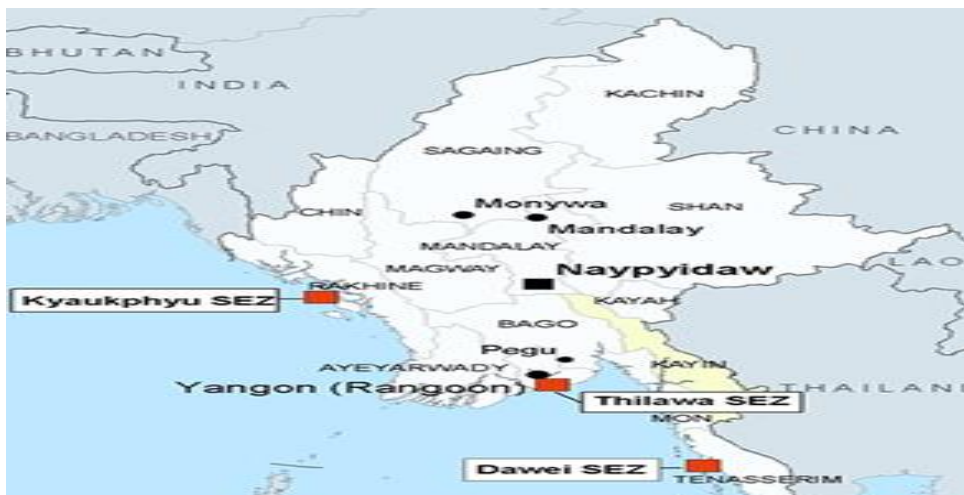 BHUTAN
INDIA
KACHIN
BANGLADESH
CHINA
SAGAING
CHIN
Monywa
SHAN
Mandalay
MANDALAY
MAGWAY
Naypyidaw
LAO
RAKHINE
Kyaukphyu SEZ
KAYAH
BAGO
Pegu
KAYIN
AYEYARWADY
Yangon (Rangoon)
THAILAND
Thilawa SEZ
MON
Dawei SEZ
TENASSERIM